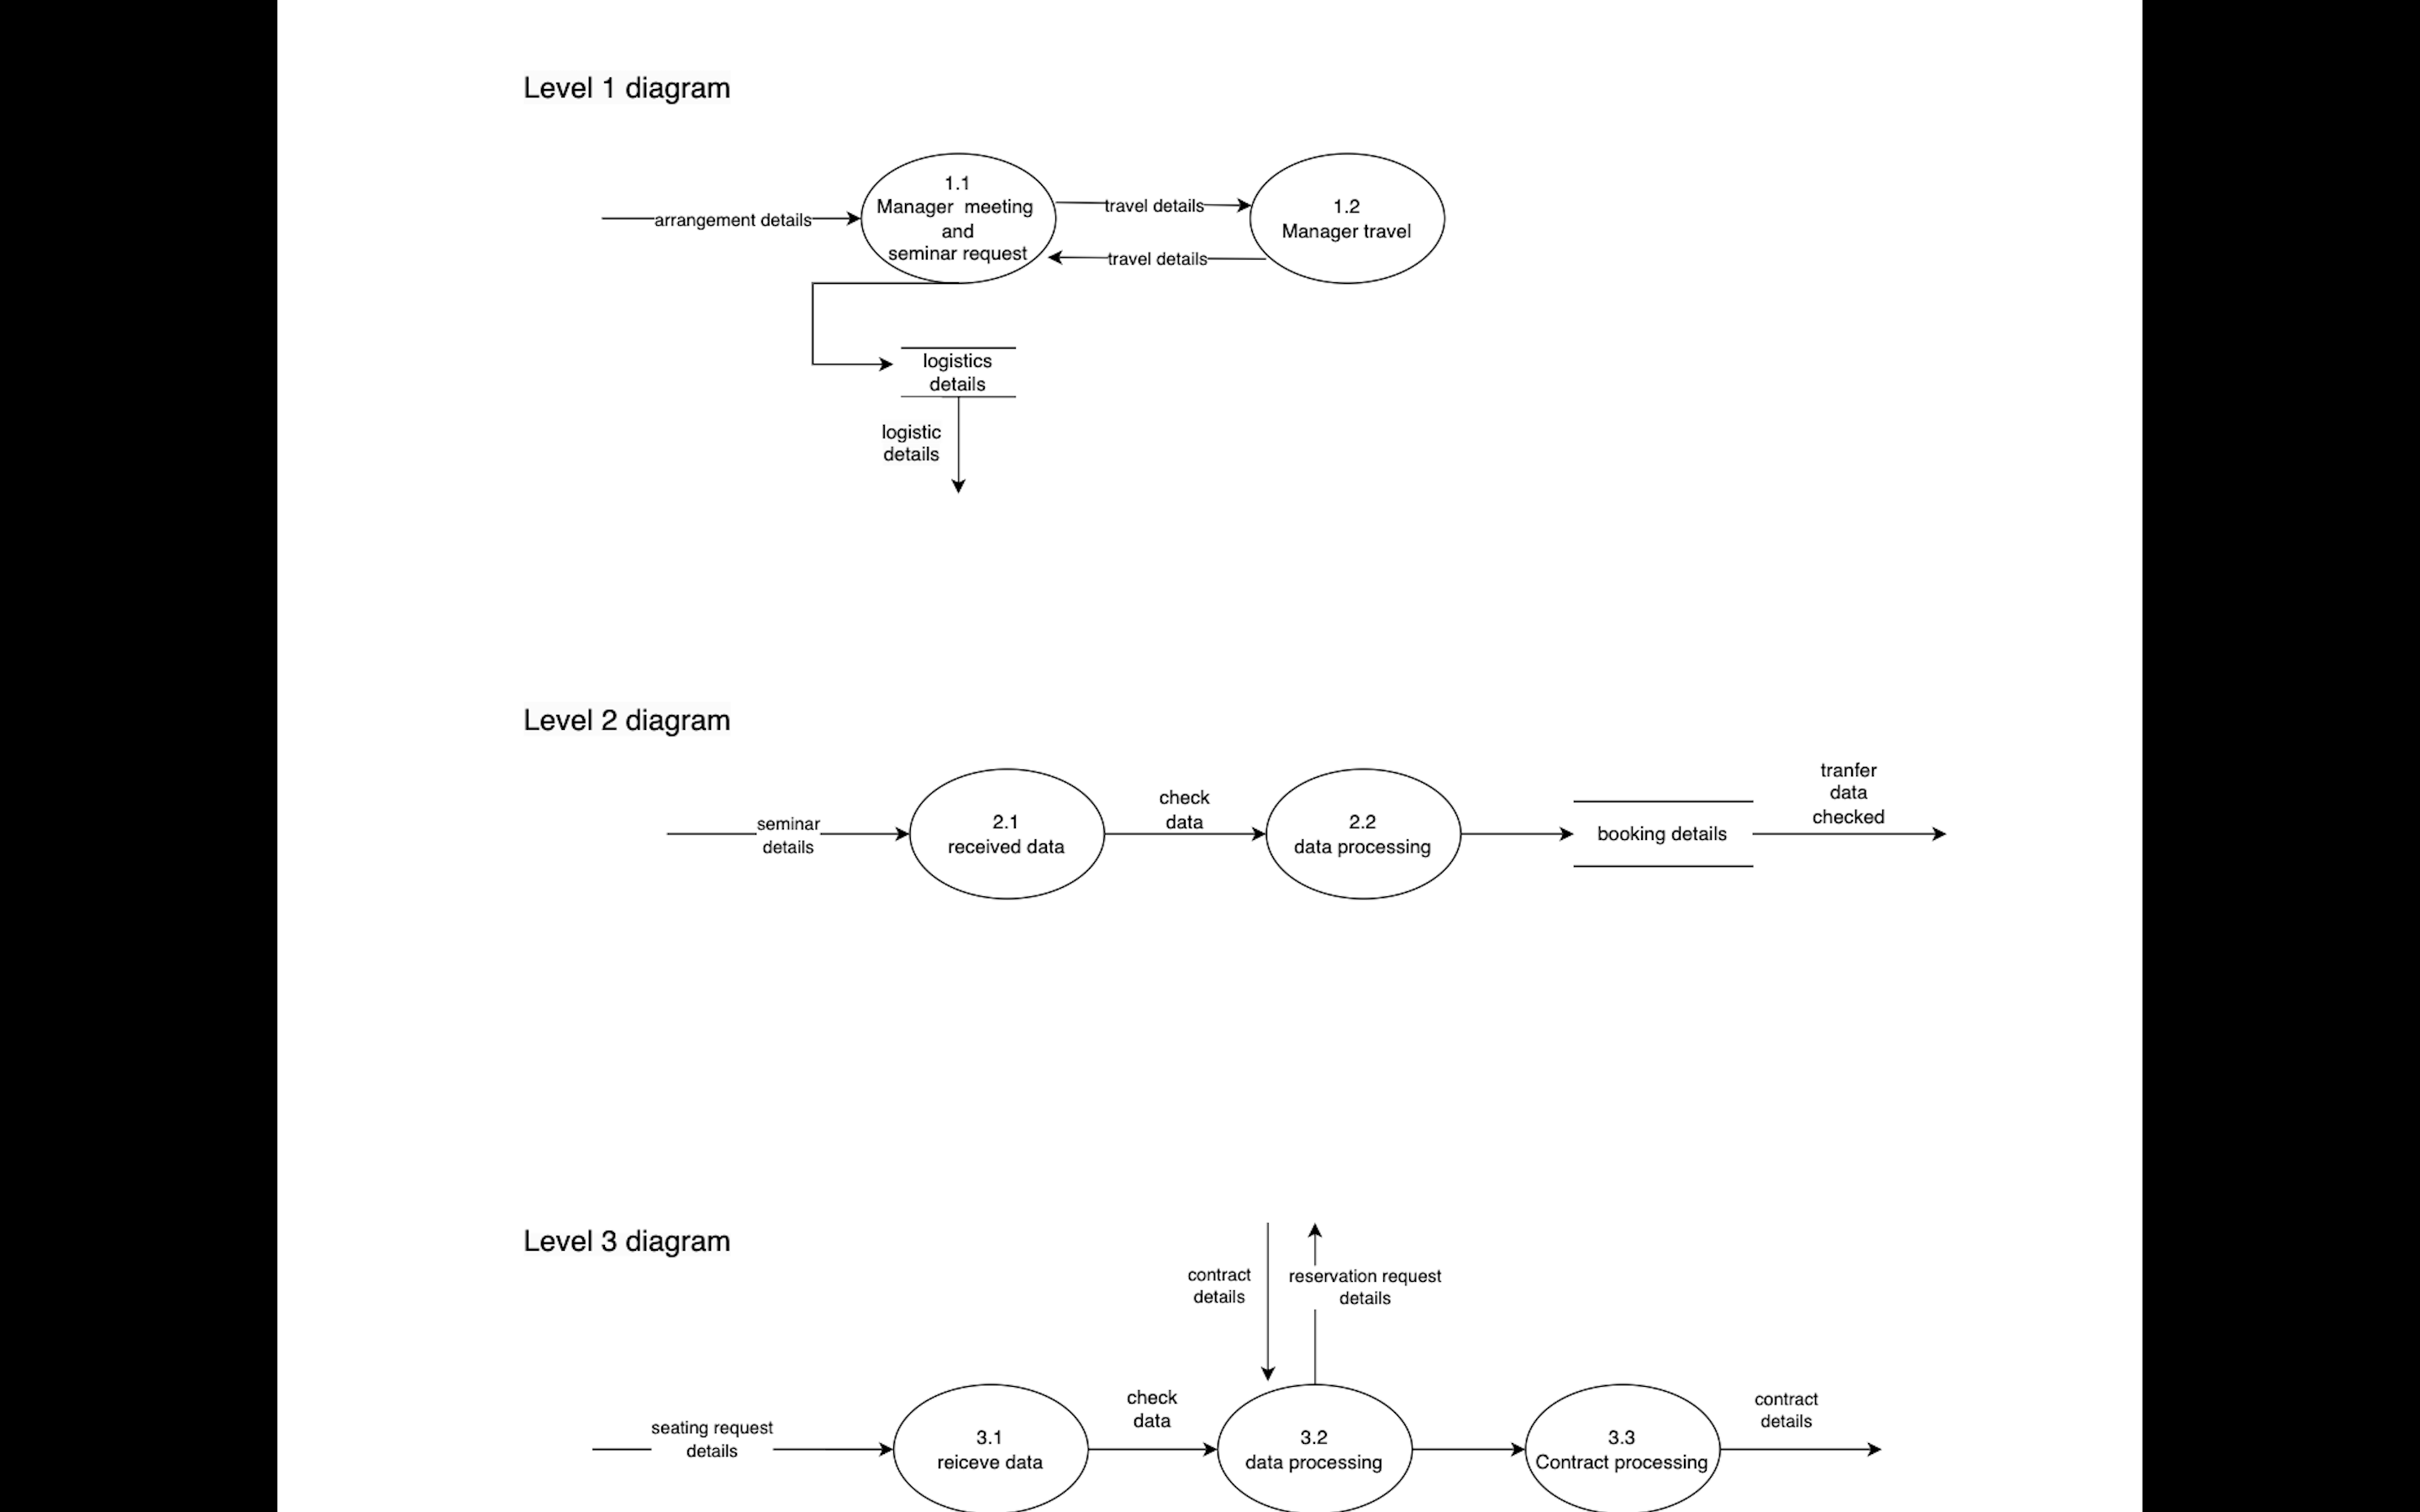 Level 1 diagram
1.1
Manager meeting
and
seminar request
arrangement details
travel details
travel details
1.2
Manager travel
logistics
details
logistic
details
Level 2 diagram
seminar
details
2.1
received data
check
data
2.2
data processing
booking details
tranfer
data
checked
Level 3 diagram
contract
details
reservation request
details
seating request
details
3.1
reiceve data
check
data
3.2
data processing
3.3
Contract processing
contract
details